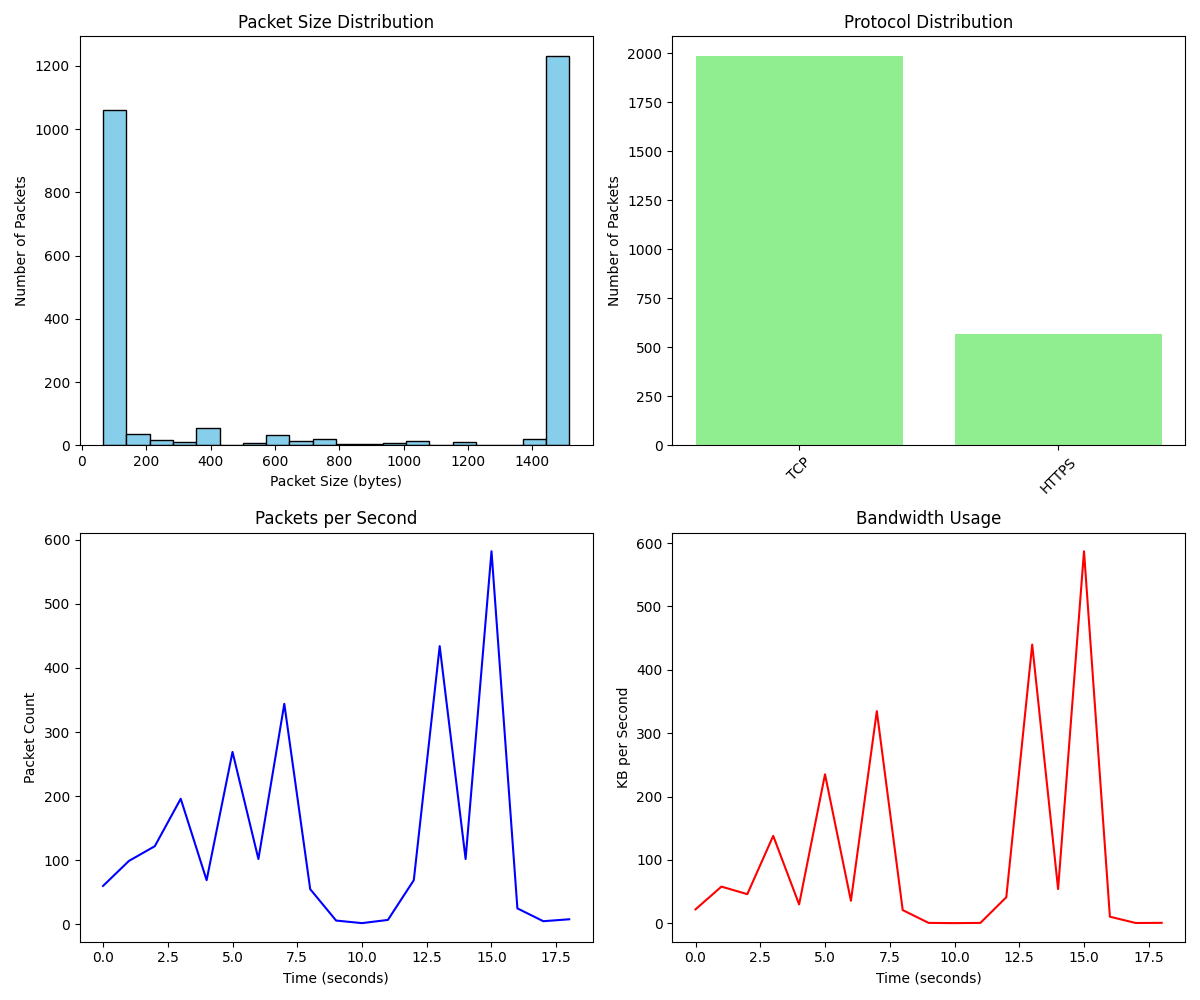 Packet Size Distribution
Number of Packets
1200
1000
800
600
400
200
0
0 200 400 600 800 1000 1200 1400
Packet Size (bytes)
Protocol Distribution
Number of Packets
2000
1750
1500
1250
1000
750
500
250
0
TCP HTTPS
Packets per Second
Packet Count
600
500
400
300
200
100
0
0.0 2.5 5.0 7.5 10.0 12.5 15.0 17.5
Time (seconds)
Bandwidth Usage
KB per Second
600
500
400
300
200
100
0
0.0 2.5 5.0 7.5 10.0 12.5 15.0 17.5
Time (seconds)